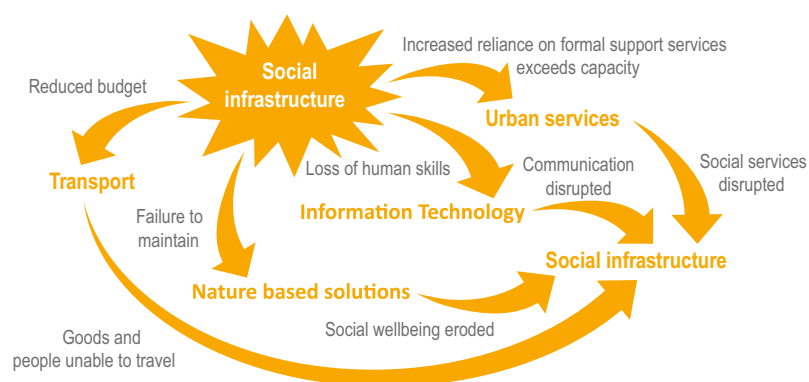 Increased reliance on formal support services
exceeds capacity
Social
infrastructure
Reduced budget
Urban services
Transport
Loss of human skills
Communication
disrupted
Social services
disrupted
Information Technology
Failure to
maintain
Social infrastructure
Nature based solutions
Social wellbeing eroded
Goods and
people unable to travel